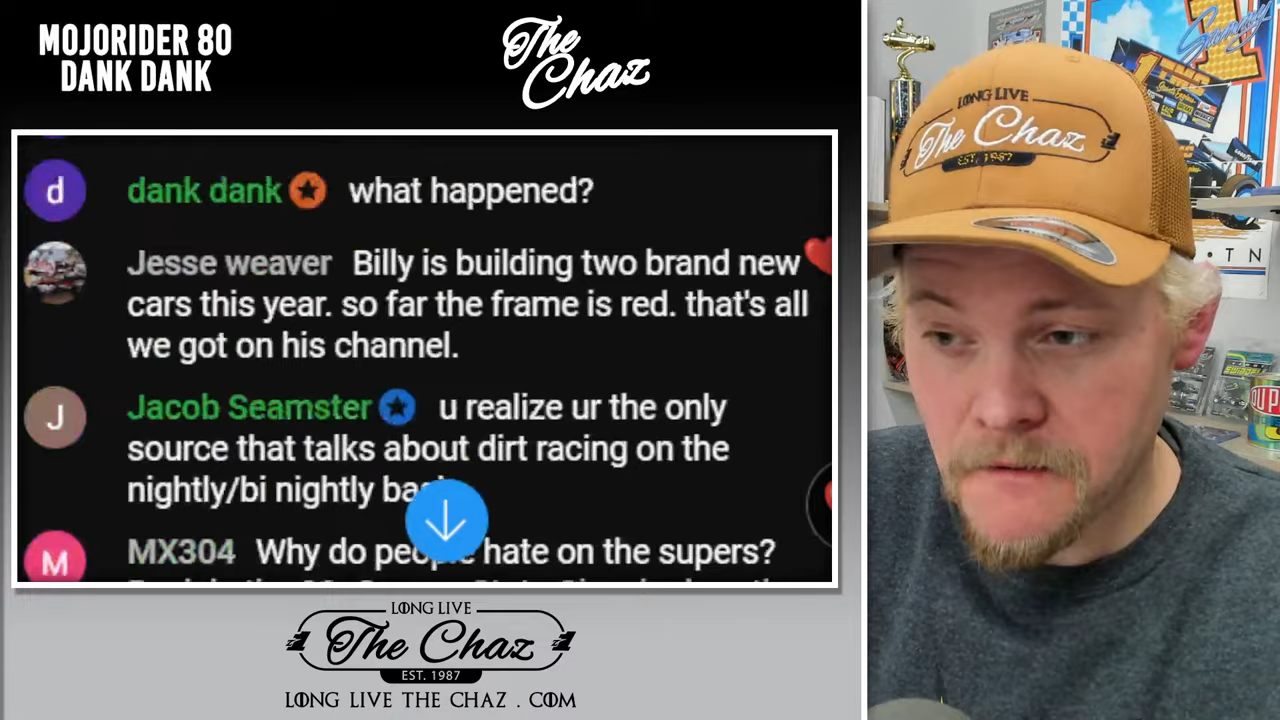 MOJORIDER 80
DANK DANK
The
Chaz
d
dank dank what happened?
Jesse weaver Billy is building two brand new
cars this year. so far the frame is red. that's all
we got on his channel.
J
Jacob Seamster u realize ur the only
source that talks about dirt racing on the
nightly/bi nightly
M
MX304 Why do people hate on the supers?
LONG LIVE
The Chaz
EST. 1987
LONG LIVE THE CHAZ . COM
LONG LIVE
The Chaz
EST. 1987
Sammy
TN